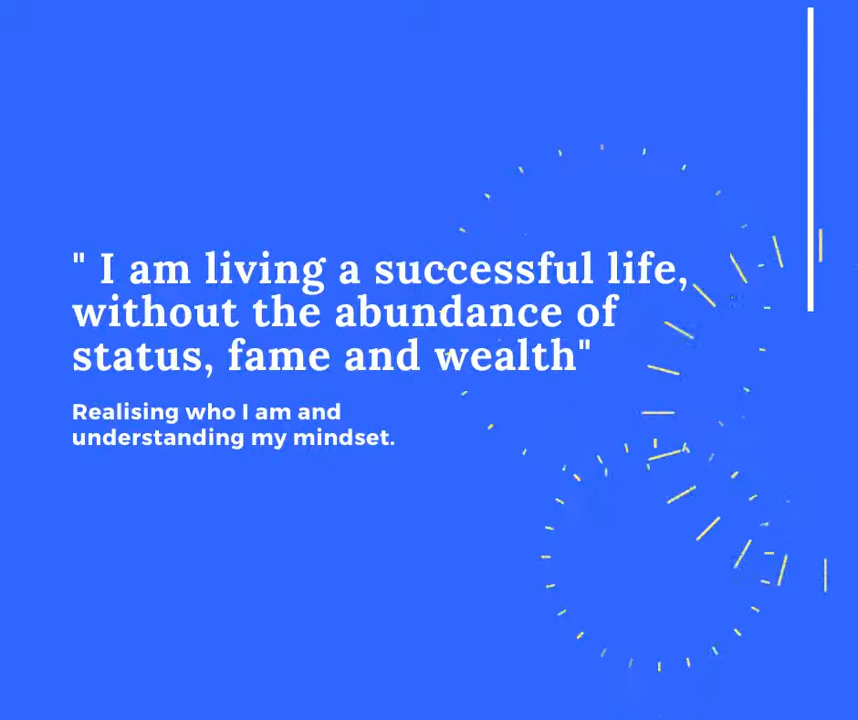 " I am living a successful life,
without the abundance of
status, fame and wealth"
Realising who I am and
understanding my mindset.